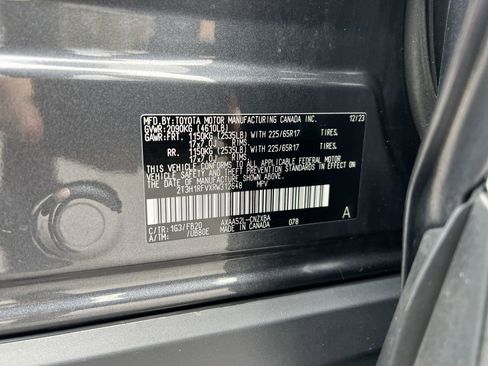 MFD.BY:TOYOTA MOTOR MANUFACTURING CANADA INC. 12/23
GVWR:2090KG (4610LB)
GAWR:FRT. 1150KG (2535LB) WITH 225/65R17 TIRES,
17x7.0J RIMS,
RR. 1150KG (2535LB) WITH 225/65R17 TIRES,
17x7.0J RIMS,
THIS VEHICLE CONFORMS TO ALL APPLICABLE FEDERAL MOTOR
VEHICLE SAFETY AND THEFT PREVENTION STANDARDS IN EFFECT
ON THE DATE OF MANUFACTURE SHOWN ABOVE.
2T3H1RFVXRW312648 MPV
C/TR:1G3/FB20 AXAA52L-CNZXBA
A/TM: /UB80E MADE IN CANADA 078 A